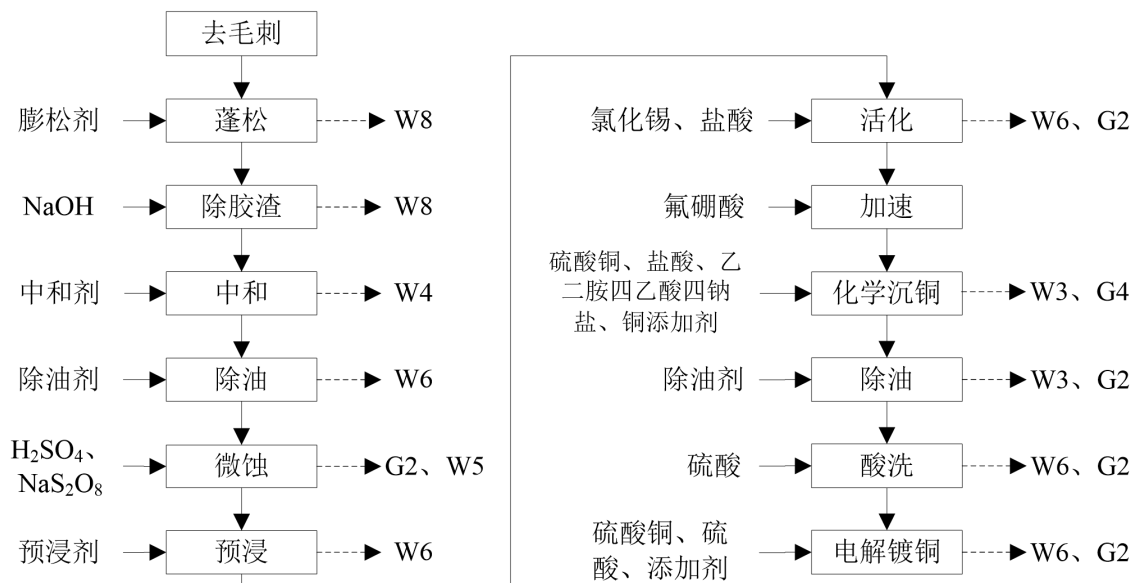 去毛刺
膨松剂
蓬松
W8
NaOH
除胶渣
W8
中和剂
中和
W4
除油剂
除油
W6
H₂SO₄、
NaS₂O₈
微蚀
G2、W5
预浸剂
预浸
W6
氯化锡、盐酸
活化
W6、G2
氟硼酸
加速
硫酸铜、盐酸、乙
二胺四乙酸四钠
盐、铜添加剂
化学沉铜
W3、G4
除油剂
除油
W3、G2
硫酸
酸洗
W6、G2
硫酸铜、硫
酸、添加剂
电解镀铜
W6、G2